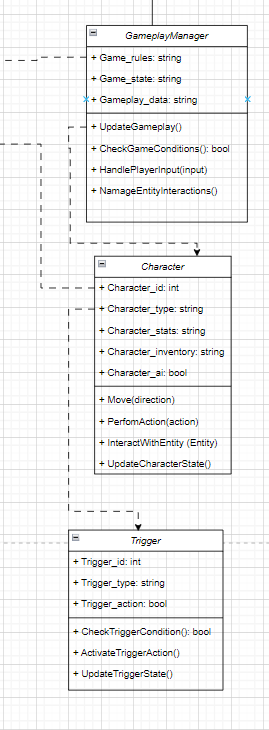 GameplayManager
+ Game_rules: string
+ Game_state: string
+ Gameplay_data: string
+ UpdateGameplay()
+ CheckGameConditions(): bool
+ HandlePlayerInput(input)
+ NamageEntityInteractions()
Character
+ Character_id: int
+ Character_type: string
+ Character_stats: string
+ Character_inventory: string
+ Character_ai: bool
+ Move(direction)
+ PerfomAction(action)
+ InteractWithEntity (Entity)
+ UpdateCharacterState()
Trigger
+ Trigger_id: int
+ Trigger_type: string
+ Trigger_action: bool
+ CheckTriggerCondition(): bool
+ ActivateTriggerAction()
+ UpdateTriggerState()